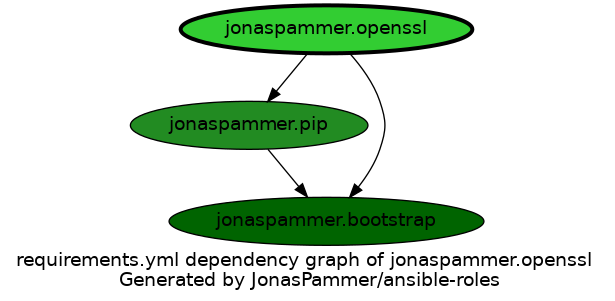 jonaspammer.openssl
jonaspammer.pip
jonaspammer.bootstrap
requirements.yml dependency graph of jonaspammer.openssl
Generated by JonasPammer/ansible-roles